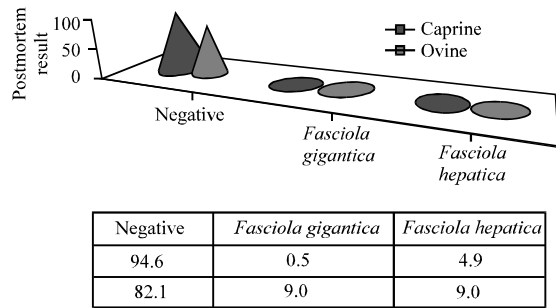 Postmortem
result
100
50
0
Caprine
Ovine
Negative
Fasciola
gigantica
Fasciola
hepatica
Negative Fasciola gigantica Fasciola hepatica
94.6 0.5 4.9
82.1 9.0 9.0